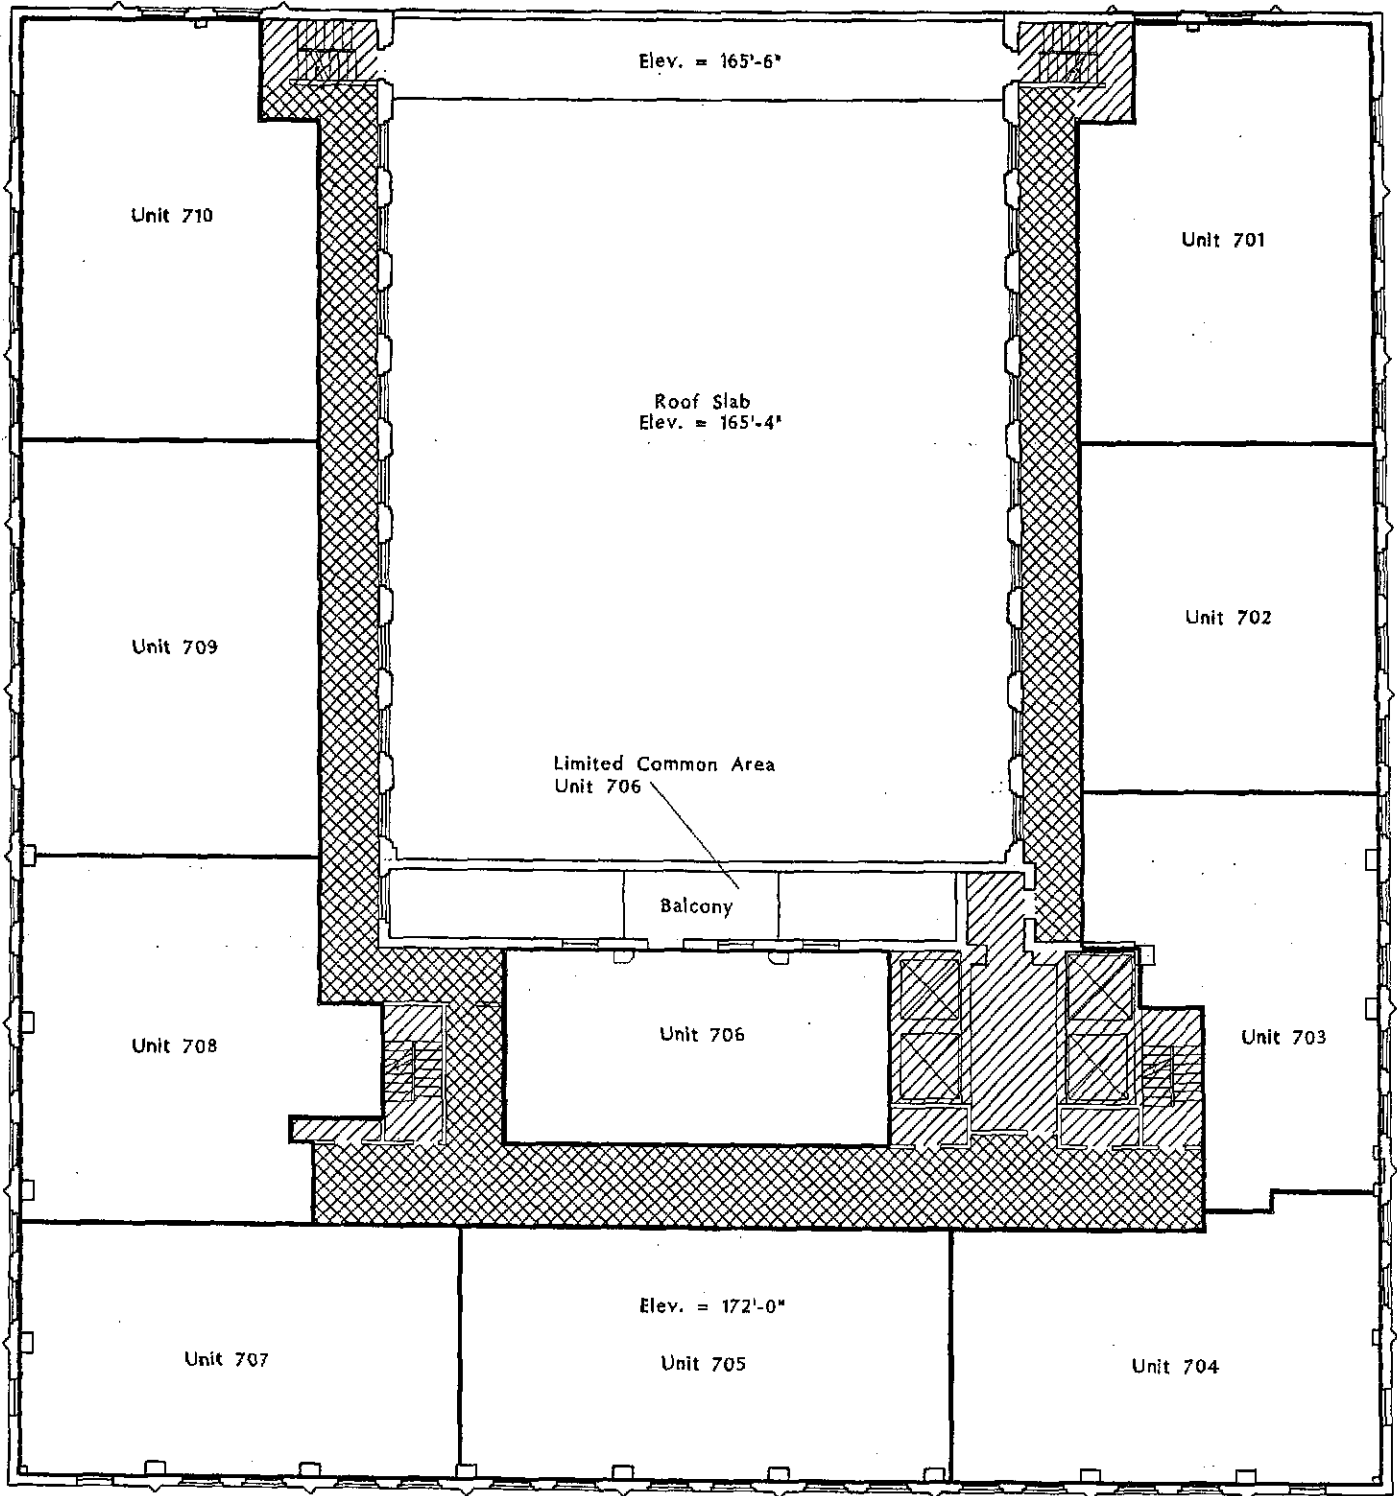 Elev. = 165'-6"
Unit 710
Unit 701
Roof Slab
Elev. = 165'-4"
Unit 702
Unit 709
Limited Common Area
Unit 706
Balcony
Unit 706
Unit 703
Unit 708
Elev. = 172'-0"
Unit 707
Unit 705
Unit 704